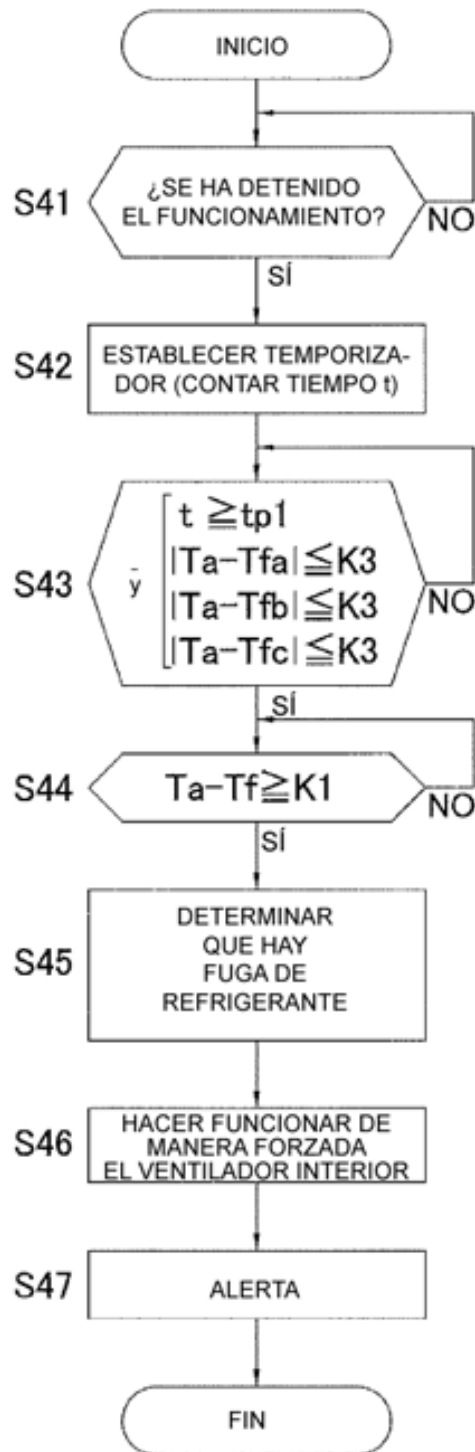 INICIO
S41
¿SE HA DETENIDO
EL FUNCIONAMIENTO?
NO
SÍ
S42
ESTABLECER TEMPORIZA-
DOR (CONTAR TIEMPO t)
S43
y
t ≧tp1
|Ta-Tfa|≦K3
|Ta-Tfb|≦K3
|Ta-Tfc|≦K3
NO
SÍ
S44
Ta-Tf≧K1
NO
SÍ
S45
DETERMINAR
QUE HAY
FUGA DE
REFRIGERANTE
S46
HACER FUNCIONAR DE
MANERA FORZADA
EL VENTILADOR INTERIOR
S47
ALERTA
FIN